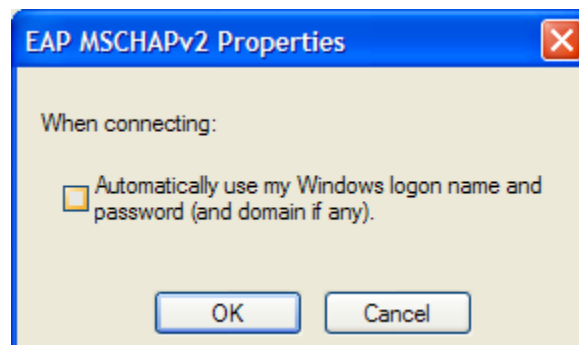 EAP MSCHAPv2 Properties
When connecting:
Automatically use my Windows logon name and
password (and domain if any).
OK Cancel